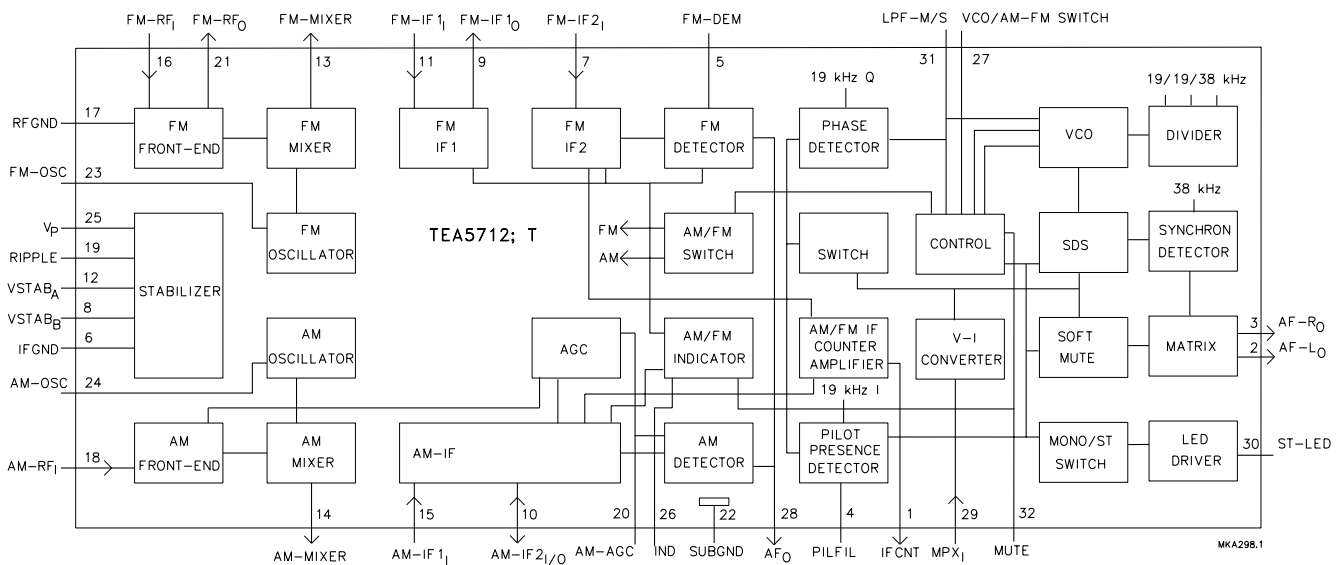 FM-RFI FM-RFO FM-MIXER FM-IF1I FM-IF1O FM-IF2I FM-DEM LPF-M/S VCO/AM-FM SWITCH
16 21 13 11 9 7 5 31 27
19 kHz Q
19/19/38 kHz
RFGND 17
FM FRONT-END
FM MIXER
FM IF1
FM IF2
FM DETECTOR
PHASE DETECTOR
VCO
DIVIDER
FM-OSC 23
38 kHz
VP 25
RIPPLE 19
VSTABA 12
VSTABB 8
IFGND 6
AM-OSC 24
STABILIZER
FM OSCILLATOR
TEA5712; T
FM
AM
AM/FM SWITCH
SWITCH
CONTROL
SDS
SYNCHRON DETECTOR
AM OSCILLATOR
AGC
AM/FM INDICATOR
AM/FM IF COUNTER AMPLIFIER
V-I CONVERTER
SOFT MUTE
MATRIX
3 AF-RO
2 AF-LO
19 kHz I
AM-RFI 18
AM FRONT-END
AM MIXER
AM-IF
AM DETECTOR
PILOT PRESENCE DETECTOR
MONO/ST SWITCH
LED DRIVER
30 ST-LED
14 15 10 20 26 22 28 4 1 29 32
AM-MIXER AM-IF1I AM-IF2I/O AM-AGC IND SUBGND AFO PILFIL IFCNT MPXI MUTE
MKA298.1